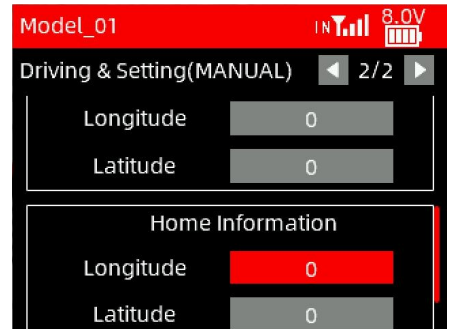 Model_01 IN 8.0V
Driving & Setting(MANUAL) 2/2
Longitude 0
Latitude 0
Home Information
Longitude 0
Latitude 0